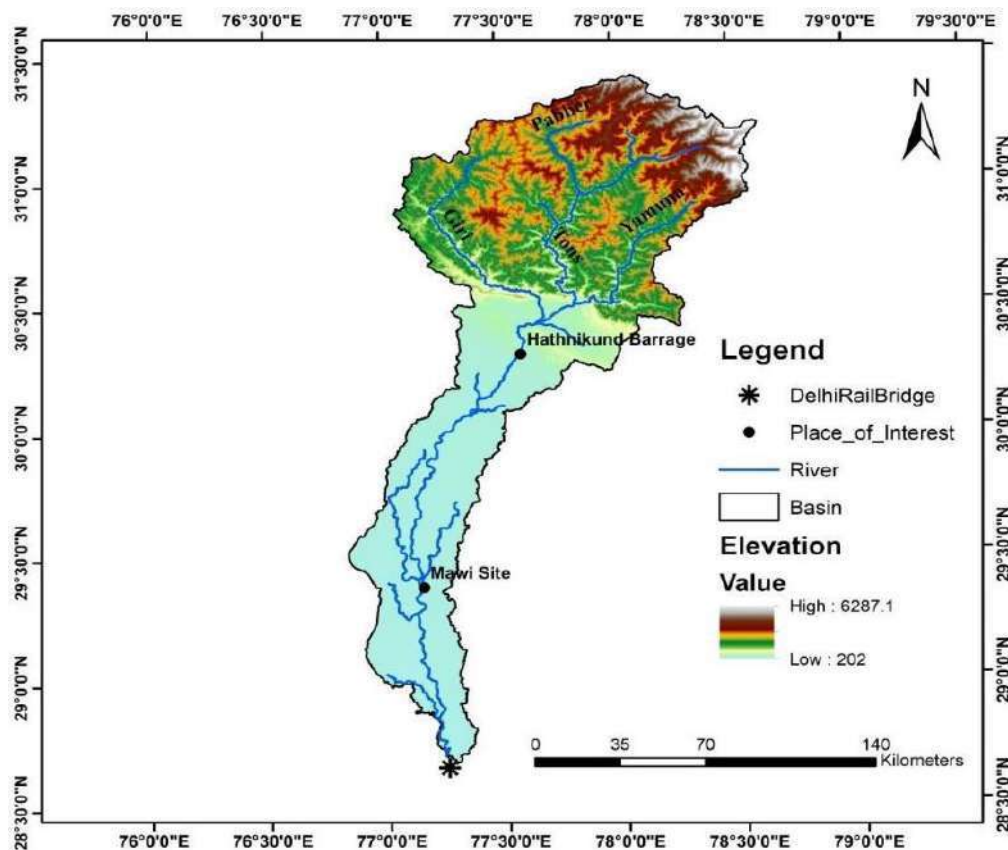 76°0'0"E 76°30'0"E 77°0'0"E 77°30'0"E 78°0'0"E 78°30'0"E 79°0'0"E 79°30'0"E
31°30'0"N
31°0'0"N
30°30'0"N
30°0'0"N
29°30'0"N
29°0'0"N
28°30'0"N
N
Pabber
Giri
Tons
Yamuna
Hathhikund Barrage
Mawi Site
Legend
DelhiRailBridge
Place_of_Interest
River
Basin
Elevation
Value
High : 6287.1
Low : 202
0 35 70 140
Kilometers
31°0'0"N
30°30'0"N
30°0'0"N
29°30'0"N
29°0'0"N
28°30'0"N
76°0'0"E 76°30'0"E 77°0'0"E 77°30'0"E 78°0'0"E 78°30'0"E 79°0'0"E